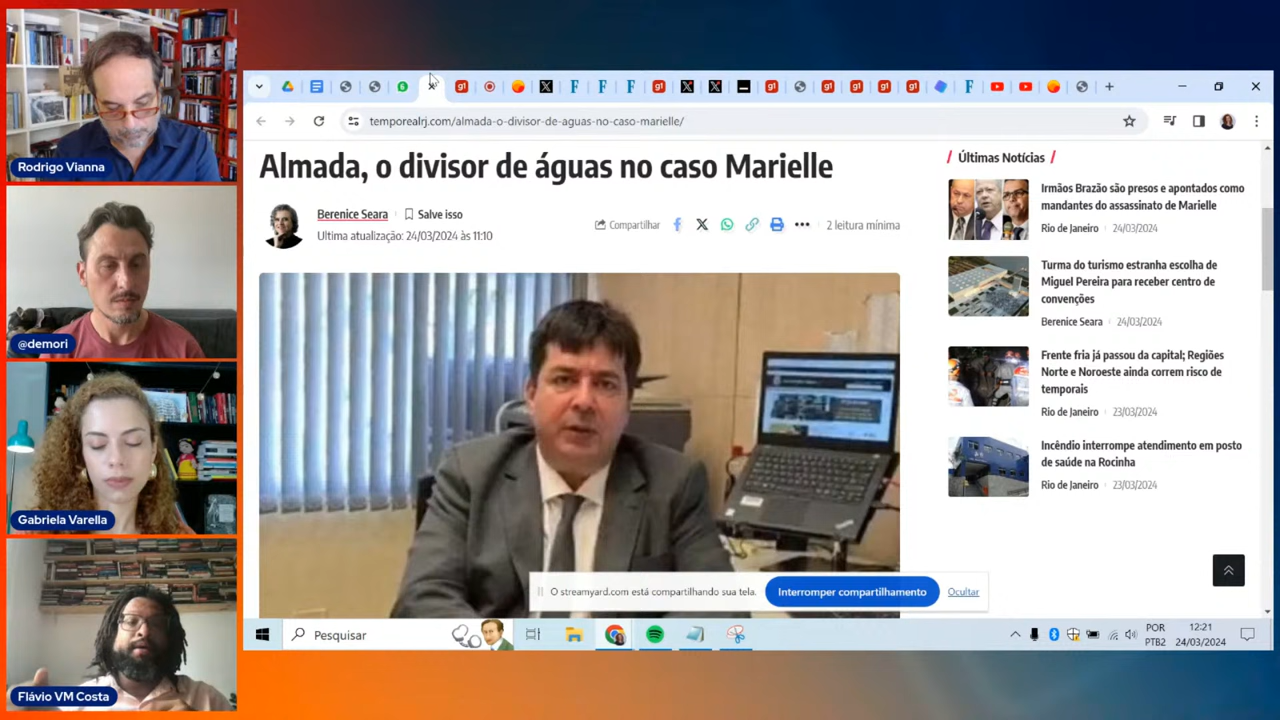 Rodrigo Vianna
@demori
Gabriela Varella
Flávio VM Costa
temporealrj.com/almada-o-divisor-de-aguas-no-caso-marielle/
Almada, o divisor de águas no caso Marielle
Berenice Seara
Salve isso
Ultima atualização: 24/03/2024 às 11:10
Compartilhar
2 leitura mínima
/ Últimas Notícias /
Irmãos Brazão são presos e apontados como
mandantes do assassinato de Marielle
Rio de Janeiro
24/03/2024
Turma do turismo estranha escolha de
Miguel Pereira para receber centro de
convenções
Berenice Seara
24/03/2024
Frente fria já passou da capital; Regiões
Norte e Noroeste ainda correm risco de
temporais
Rio de Janeiro
23/03/2024
Incêndio interrompe atendimento em posto
de saúde na Rocinha
Rio de Janeiro
23/03/2024
O streamyard.com está compartilhando sua tela.
Interromper compartilhamento
Ocultar
Pesquisar
POR
PTB2
12:21
24/03/2024